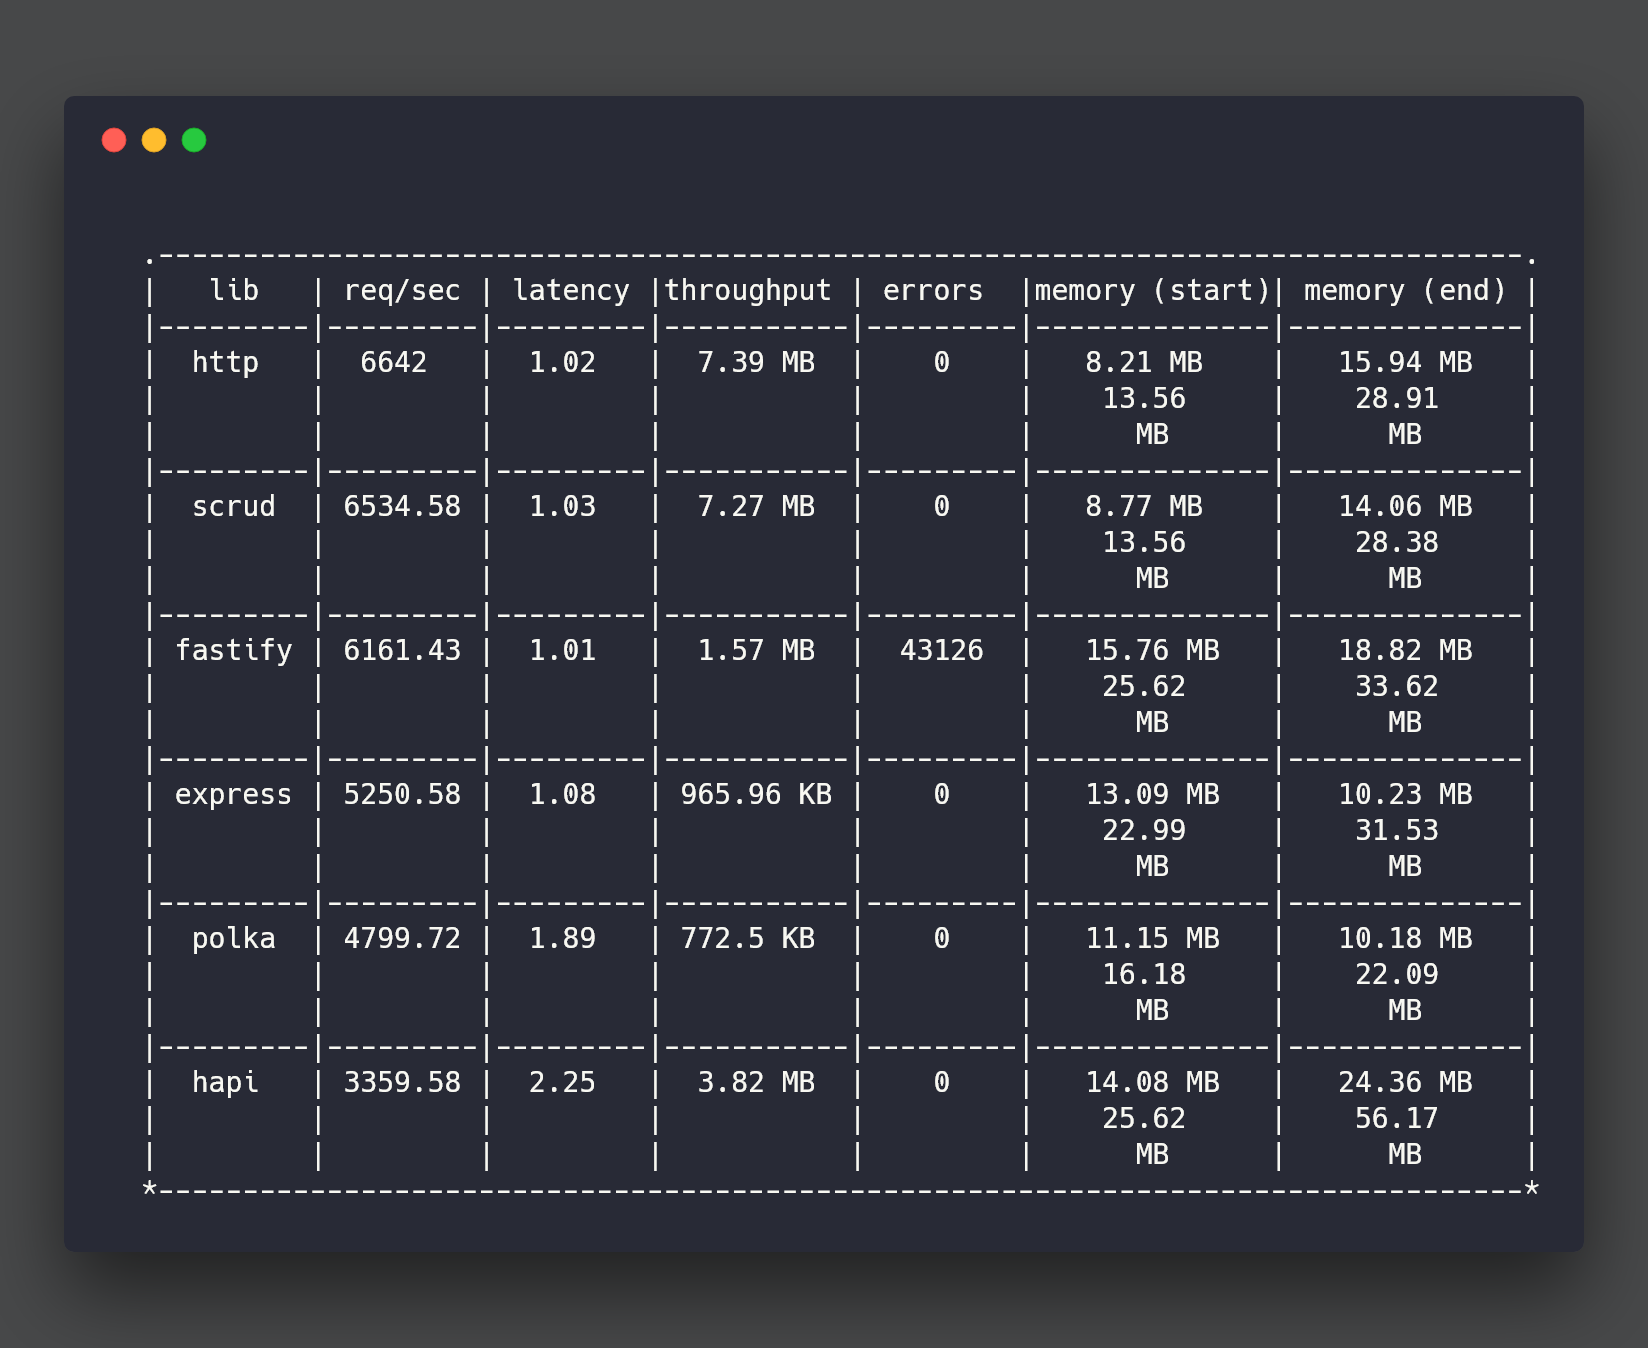 .---------------------------------------------------------------------------------.
|   lib   | req/sec | latency |throughput | errors  |memory (start)| memory (end) |
|---------|---------|---------|-----------|---------|--------------|--------------|
|  http   |  6642   |  1.02   |  7.39 MB  |    0    |   8.21 MB    |   15.94 MB   |
|         |         |         |           |         |    13.56     |    28.91     |
|         |         |         |           |         |      MB      |      MB      |
|---------|---------|---------|-----------|---------|--------------|--------------|
|  scrud  | 6534.58 |  1.03   |  7.27 MB  |    0    |   8.77 MB    |   14.06 MB   |
|         |         |         |           |         |    13.56     |    28.38     |
|         |         |         |           |         |      MB      |      MB      |
|---------|---------|---------|-----------|---------|--------------|--------------|
| fastify | 6161.43 |  1.01   |  1.57 MB  |  43126  |   15.76 MB   |   18.82 MB   |
|         |         |         |           |         |    25.62     |    33.62     |
|         |         |         |           |         |      MB      |      MB      |
|---------|---------|---------|-----------|---------|--------------|--------------|
| express | 5250.58 |  1.08   | 965.96 KB |    0    |   13.09 MB   |   10.23 MB   |
|         |         |         |           |         |    22.99     |    31.53     |
|         |         |         |           |         |      MB      |      MB      |
|---------|---------|---------|-----------|---------|--------------|--------------|
|  polka  | 4799.72 |  1.89   | 772.5 KB  |    0    |   11.15 MB   |   10.18 MB   |
|         |         |         |           |         |    16.18     |    22.09     |
|         |         |         |           |         |      MB      |      MB      |
|---------|---------|---------|-----------|---------|--------------|--------------|
|  hapi   | 3359.58 |  2.25   |  3.82 MB  |    0    |   14.08 MB   |   24.36 MB   |
|         |         |         |           |         |    25.62     |    56.17     |
|         |         |         |           |         |      MB      |      MB      |
*---------------------------------------------------------------------------------*